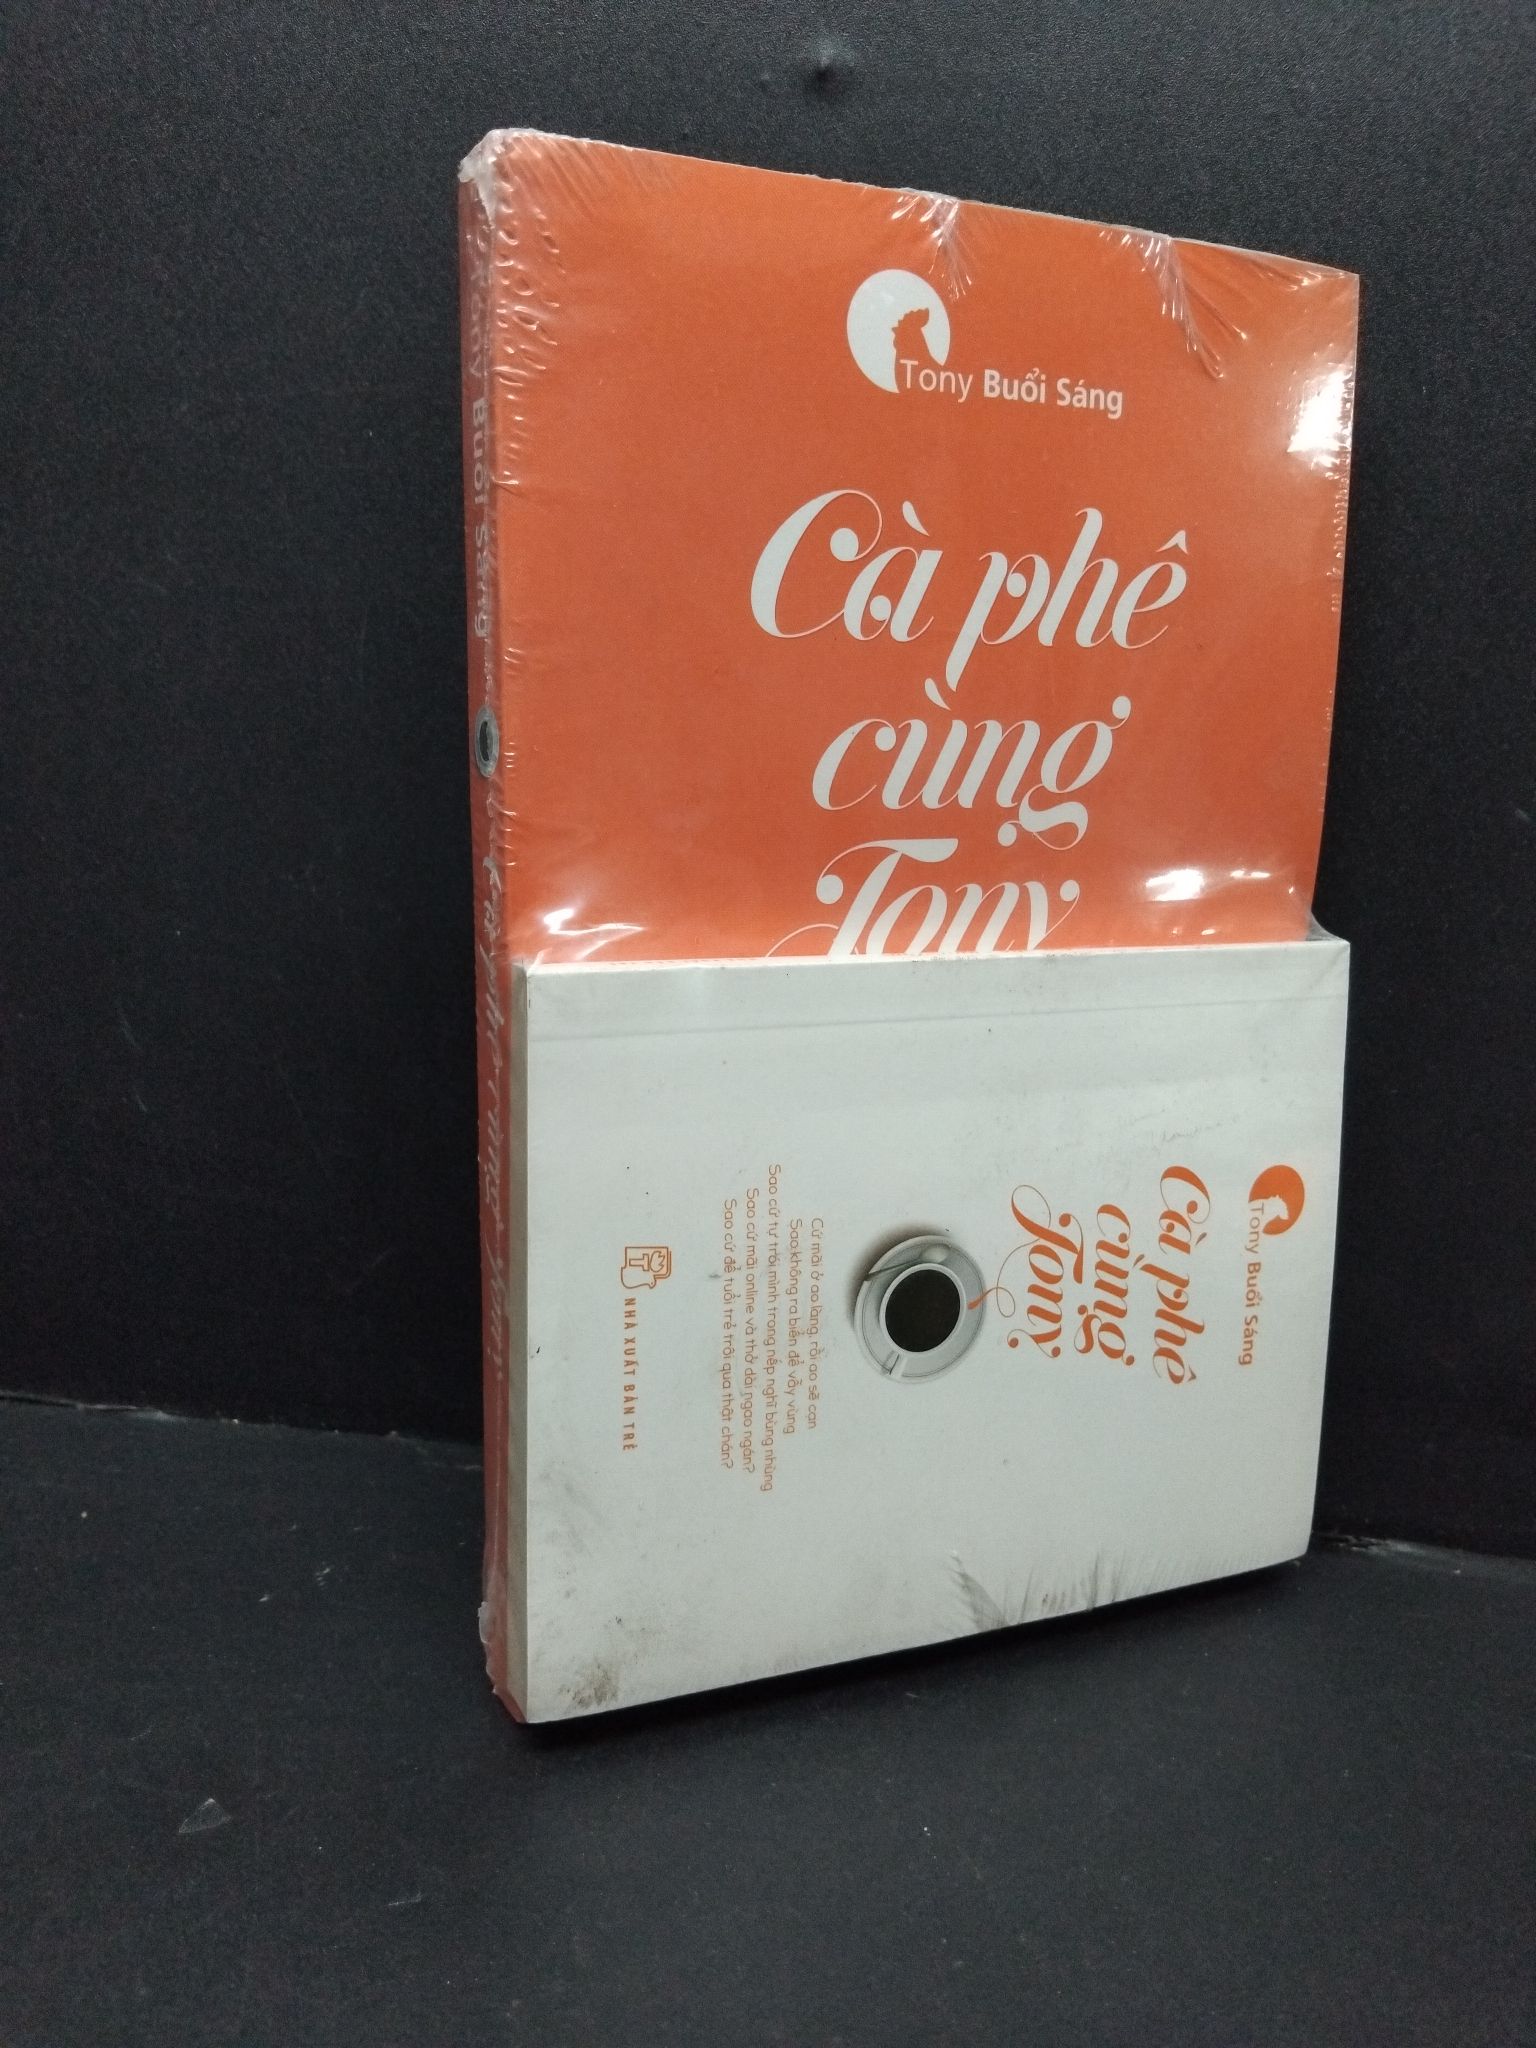 Tony Buổi Sáng
Cà phê
cùng
Tony
Buổi Sáng
Tony Buổi Sáng
Cà phê
cùng
Tony
Cứ mãi ở ao làng, rồi ao sẽ cạn
Sao không ra biển để vẫy vùng
Sao cứ tự trói mình trong nếp nghĩ bùng nhùng
Sao cứ mãi online và thở dài ngao ngán?
Sao cứ để tuổi trẻ trôi qua thật chán?
NHÀ XUẤT BẢN TRẺ